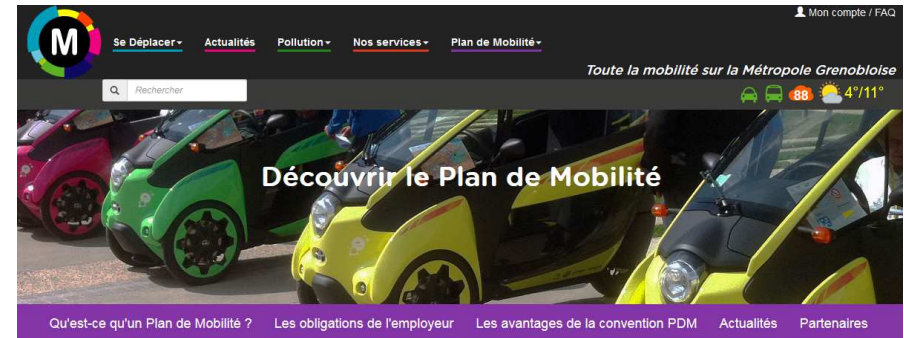 Mon compte / FAQ
M
Se Déplacer Actualités Pollution Nos services Plan de Mobilité
Toute la mobilité sur la Métropole Grenobloise
Rechercher
88 4°/11°
Découvrir le Plan de Mobilité
Qu'est-ce qu'un Plan de Mobilité ? Les obligations de l'employeur Les avantages de la convention PDM Actualités Partenaires